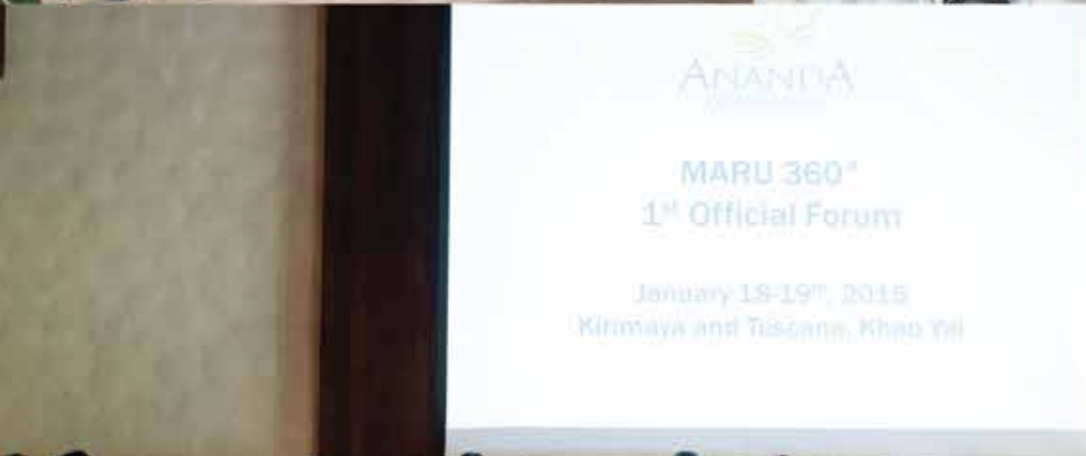 ANANDA
MARU 360°
1st Official Forum
January 18-19th, 2015
Kirimaya and Tuscana, Khao Yai